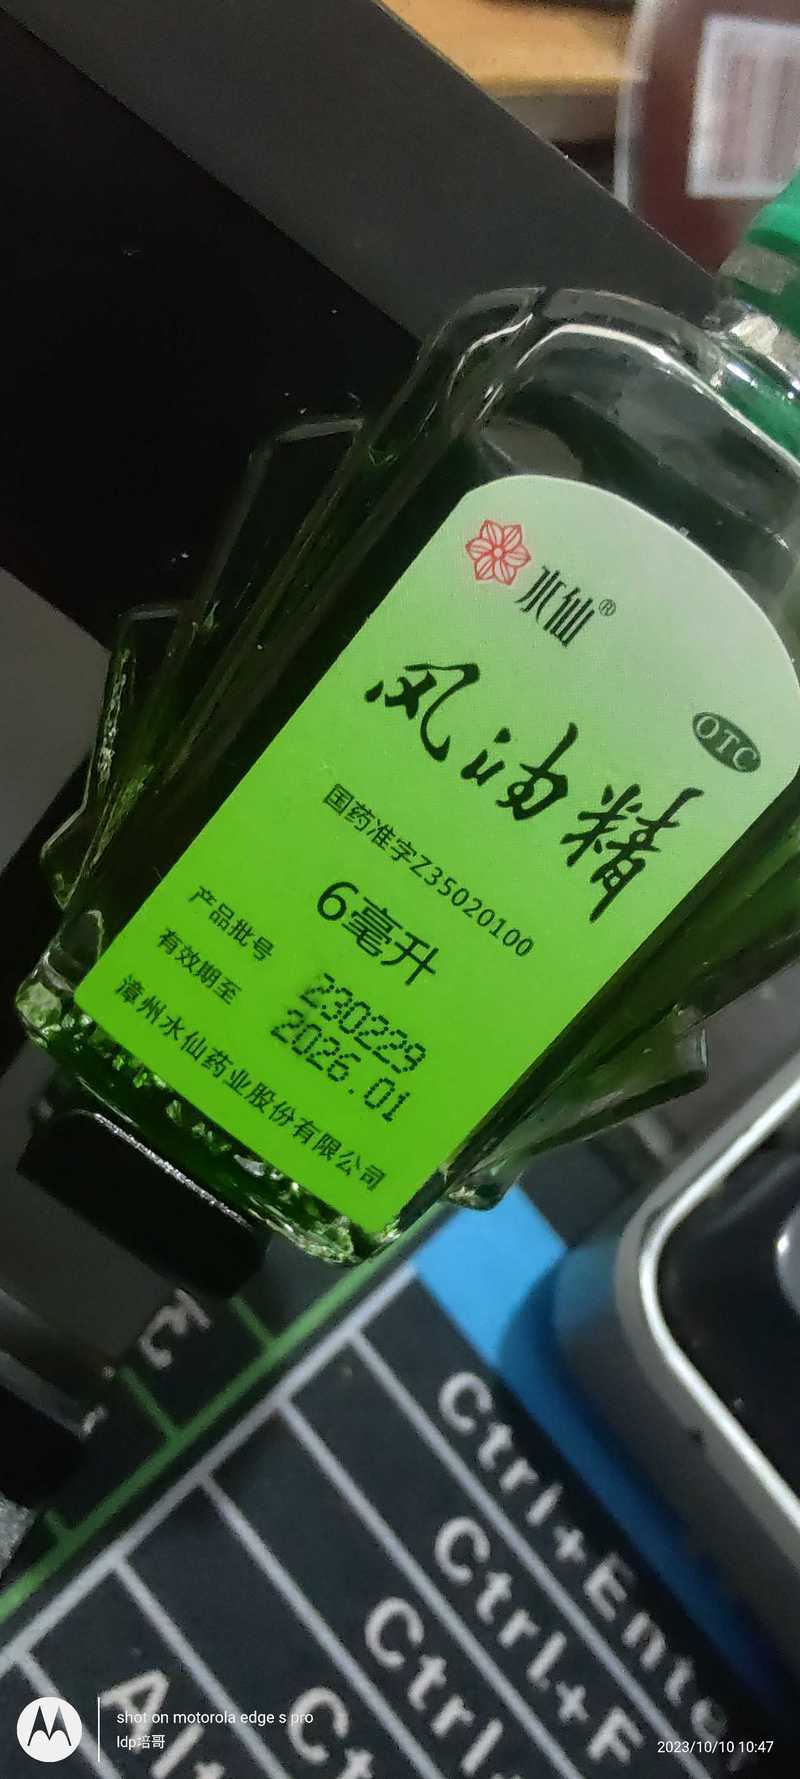 水仙®
风油精
OTC
国药准字Z35020100
6毫升
产品批号 230229
有效期至 2026.01
漳州水仙药业股份有限公司
Ctrl+Enter
Ctrl+F
Ctrl+
Ct
Alt
shot on motorola edge s pro
ldp培哥
2023/10/10 10:47